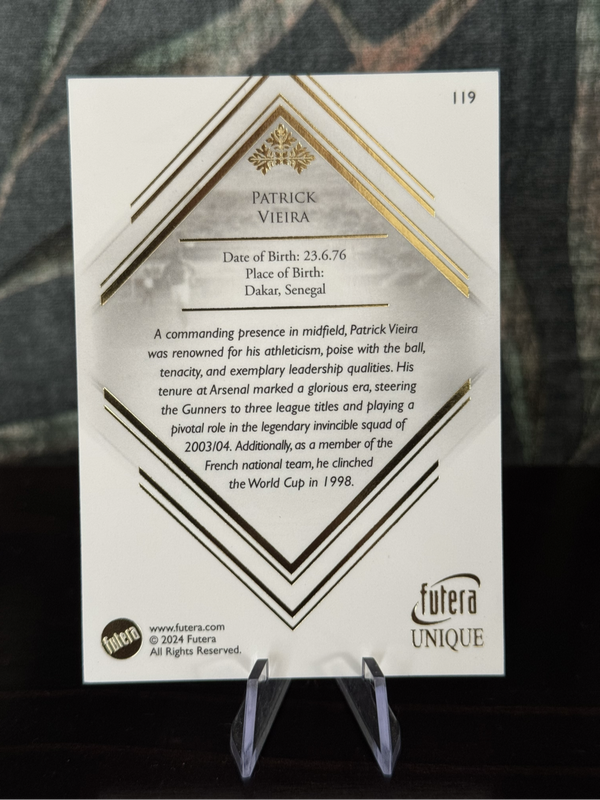 119
PATRICK
VIEIRA
Date of Birth: 23.6.76
Place of Birth:
Dakar, Senegal
A commanding presence in midfield, Patrick Vieira
was renowned for his athleticism, poise with the ball,
tenacity, and exemplary leadership qualities. His
tenure at Arsenal marked a glorious era, steering
the Gunners to three league titles and playing a
pivotal role in the legendary invincible squad of
2003/04. Additionally, as a member of the
French national team, he clinched
the World Cup in 1998.
futera
UNIQUE
futera
www.futera.com
© 2024 Futera
All Rights Reserved.